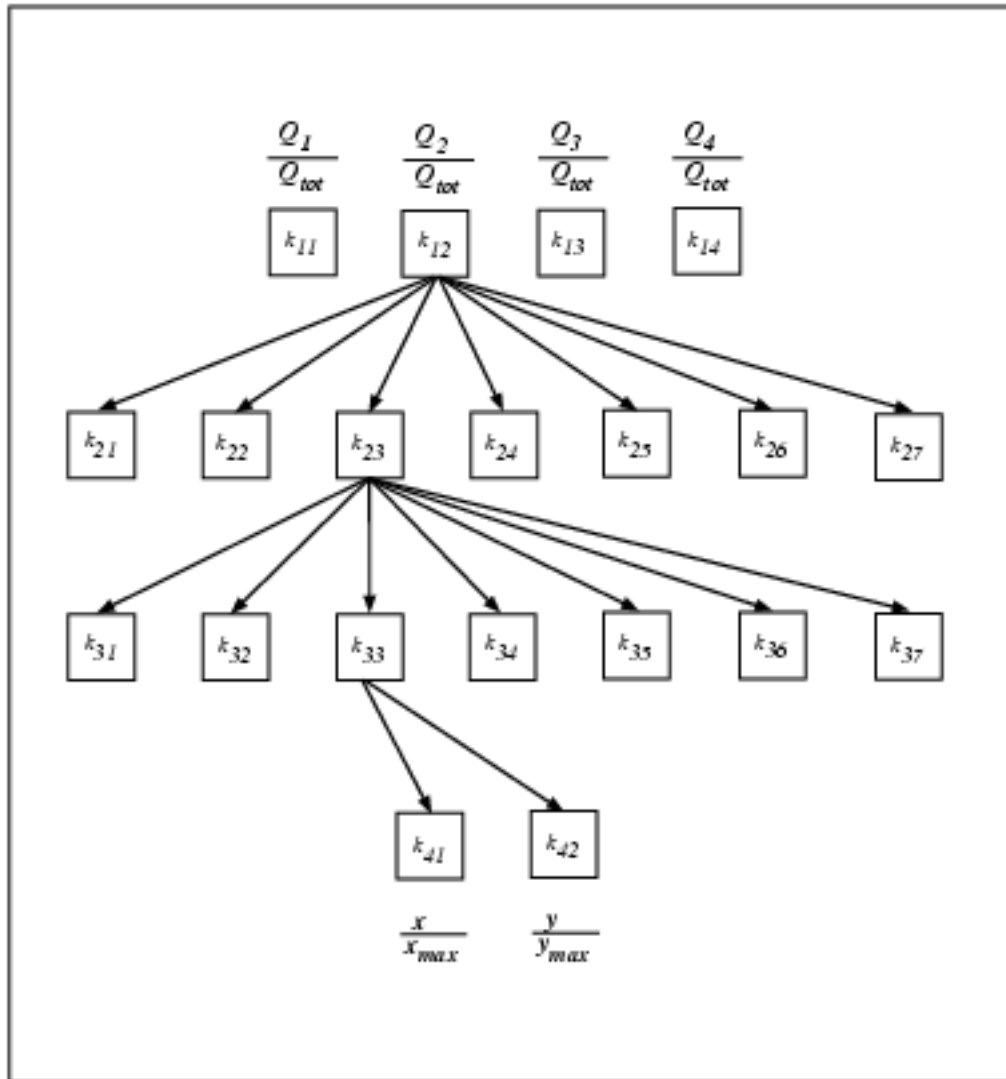 Q1/Qtot Q2/Qtot Q3/Qtot Q4/Qtot
k11 k12 k13 k14
k21 k22 k23 k24 k25 k26 k27
k31 k32 k33 k34 k35 k36 k37
k41 k42
x/xmax y/ymax